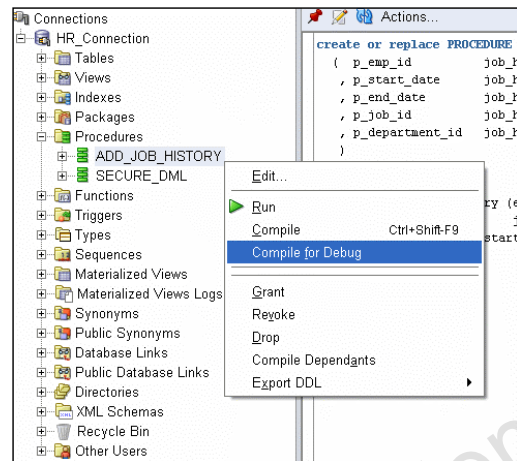 Connections
HR_Connection
Tables
Views
Indexes
Packages
Procedures
ADD_JOB_HISTORY
SECURE_DML
Functions
Triggers
Types
Sequences
Materialized Views
Materialized Views Logs
Synonyms
Public Synonyms
Database Links
Public Database Links
Directories
XML Schemas
Recycle Bin
Other Users
Actions...
create or replace PROCEDURE
( p_emp_id job_h
, p_start_date job_h
, p_end_date job_h
, p_job_id job_h
, p_department_id job_h
)
ry (e
start
Edit...
Run
Compile Ctrl+Shift-F9
Compile for Debug
Grant
Revoke
Drop
Compile Dependants
Export DDL